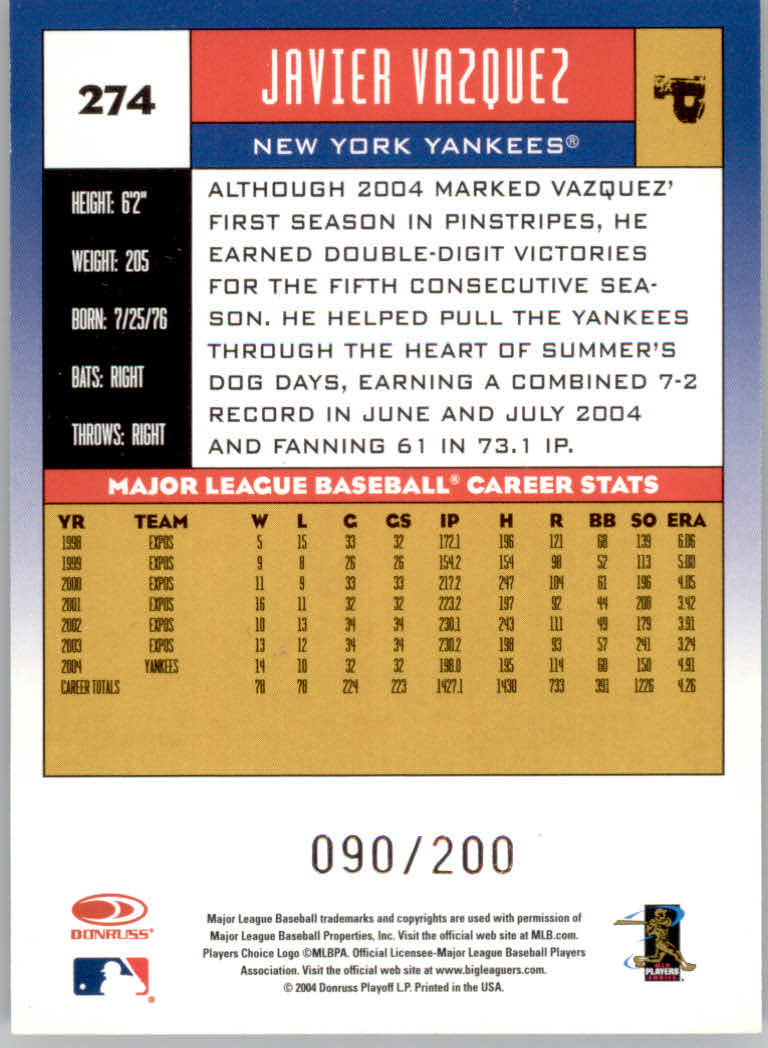 274
JAVIER VAZQUEZ
NEW YORK YANKEES®
P
HEIGHT: 6'2"
WEIGHT: 205
BORN: 7/25/76
BATS: RIGHT
THROWS: RIGHT
ALTHOUGH 2004 MARKED VAZQUEZ'
FIRST SEASON IN PINSTRIPES, HE
EARNED DOUBLE-DIGIT VICTORIES
FOR THE FIFTH CONSECUTIVE SEA-
SON. HE HELPED PULL THE YANKEES
THROUGH THE HEART OF SUMMER'S
DOG DAYS, EARNING A COMBINED 7-2
RECORD IN JUNE AND JULY 2004
AND FANNING 61 IN 73.1 IP.
MAJOR LEAGUE BASEBALL® CAREER STATS
YR TEAM W L G GS IP H R BB SO ERA
1998 EXPOS 5 15 33 32 172.1 196 121 68 139 6.06
1999 EXPOS 9 8 26 26 154.2 154 98 52 113 5.00
2000 EXPOS 11 9 33 33 217.2 247 104 61 196 4.05
2001 EXPOS 16 11 32 32 223.2 197 92 44 208 3.42
2002 EXPOS 10 13 34 34 230.1 243 111 49 179 3.91
2003 EXPOS 13 12 34 34 230.2 198 93 57 241 3.24
2004 YANKEES 14 10 32 32 198.0 195 114 60 150 4.91
CAREER TOTALS 78 78 224 223 1427.1 1430 733 391 1226 4.26
090/200
DONRUSS®
Major League Baseball trademarks and copyrights are used with permission of
Major League Baseball Properties, Inc. Visit the official web site at MLB.com.
Players Choice Logo ©MLBPA. Official Licensee-Major League Baseball Players
Association. Visit the official web site at www.bigleaguers.com.
© 2004 Donruss Playoff L.P. Printed in the USA.
MLB
PLAYERS
CHOICE